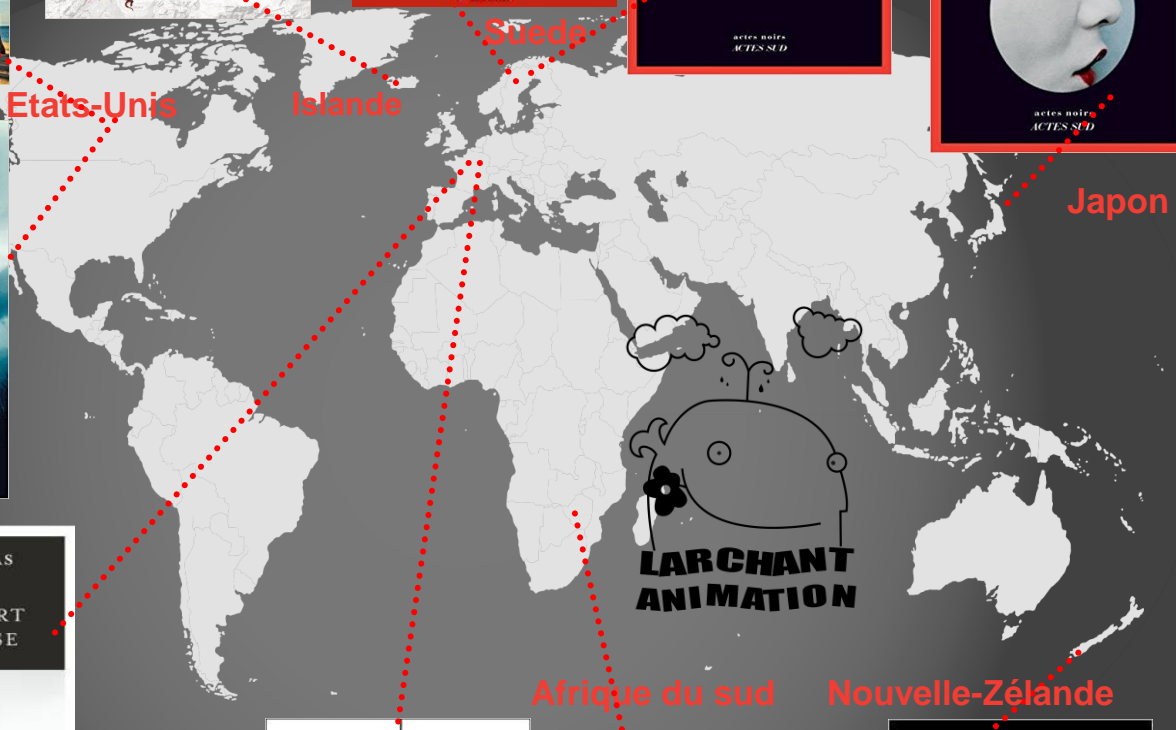 Suede
actes noirs
ACTES SUD
Etats-Unis
Islande
actes noirs
ACTES SUD
Japon
LARCHANT
ANIMATION
Afrique du sud
Nouvelle-Zélande